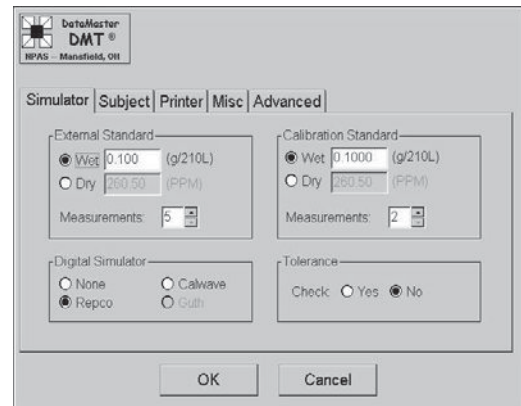 DataMaster
DMT ®
NPAS – Mansfield, OH
Simulator Subject Printer Misc Advanced
External Standard
Wet 0.100 (g/210L)
Dry 260.50 (PPM)
Measurements: 5
Calibration Standard
Wet 0.1000 (g/210L)
Dry 260.50 (PPM)
Measurements: 2
Digital Simulator
None Calwave
Repco Guth
Tolerance
Check: Yes No
OK Cancel